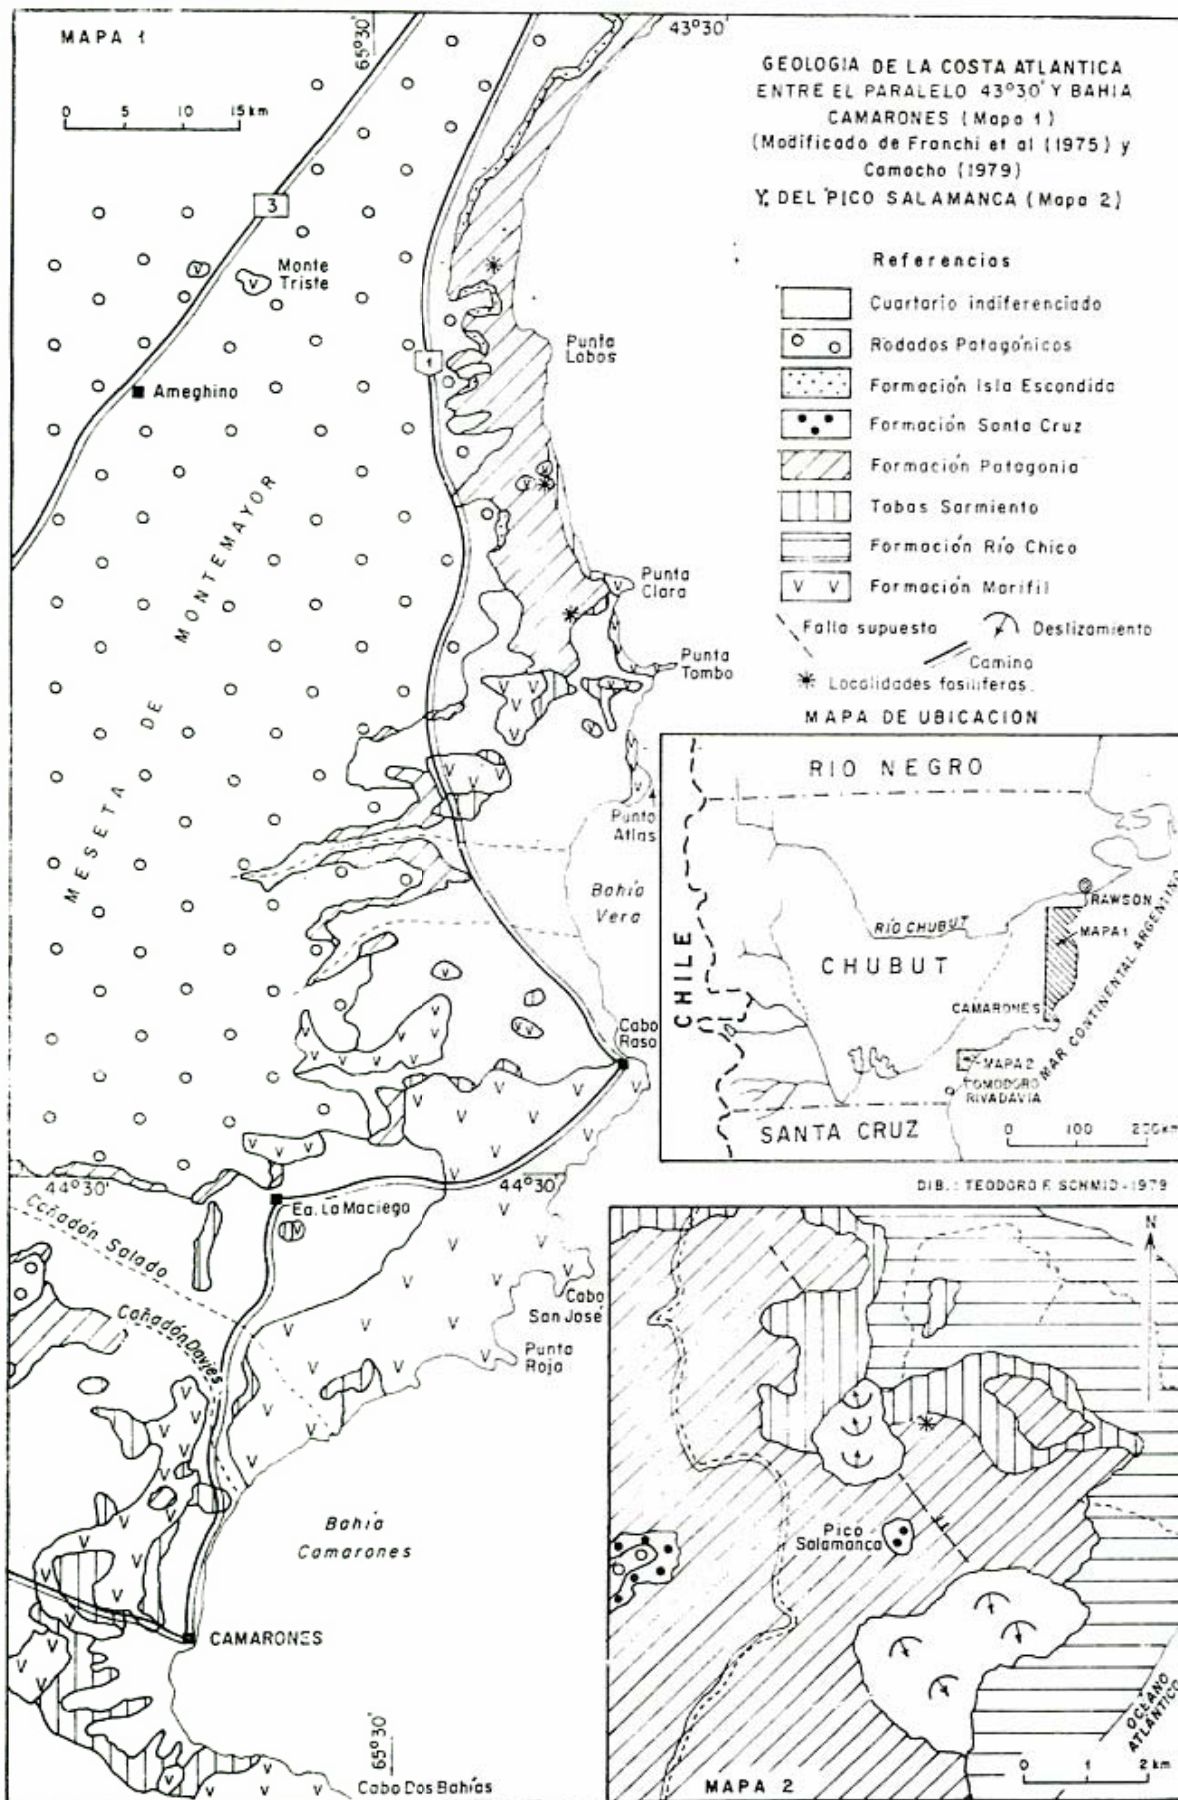 MAPA 1
65°30'
43°30'
0 5 10 15 km
GEOLOGIA DE LA COSTA ATLANTICA
ENTRE EL PARALELO 43°30' Y BAHIA
CAMARONES (Mapa 1)
(Modificado de Franchi et al (1975) y
Camacho (1979)
Y, DEL PICO SALAMANCA (Mapa 2)
Referencias
Cuartario indiferenciado
Rodados Patagónicos
Formación Isla Escondida
Formación Santa Cruz
Formación Patagonia
Tobas Sarmiento
Formación Río Chico
Formación Marifil
Falla supuesta
Deslizamiento
Camino
Localidades fosilíferas.
3
Monte
Triste
1
Punta
Lobos
Ameghino
MESETA DE MONTEMAYOR
Punta
Clara
Punta
Tombo
Punta
Atlas
Bahía
Vera
Cabo
Raso
44°30'
44°30'
Ea. La Maciega
Cañadón Salado
Cañadón Davies
Cabo
San José
Punta
Roja
Bahía
Camarones
CAMARONES
65°30'
Cabo Dos Bahías
MAPA DE UBICACION
RIO NEGRO
CHILE
RÍO CHUBUT
CHUBUT
RAWSON
MAPA 1
CAMARONES
MAR CONTINENTAL ARGENTINO
MAPA 2
COMODORO
RIVADAVIA
SANTA CRUZ
0 100 200km
DIB.: TEODORO F. SCHMID-1979
N
Pico
Salamanca
OCÉANO
ATLÁNTICO
MAPA 2
0 1 2 km